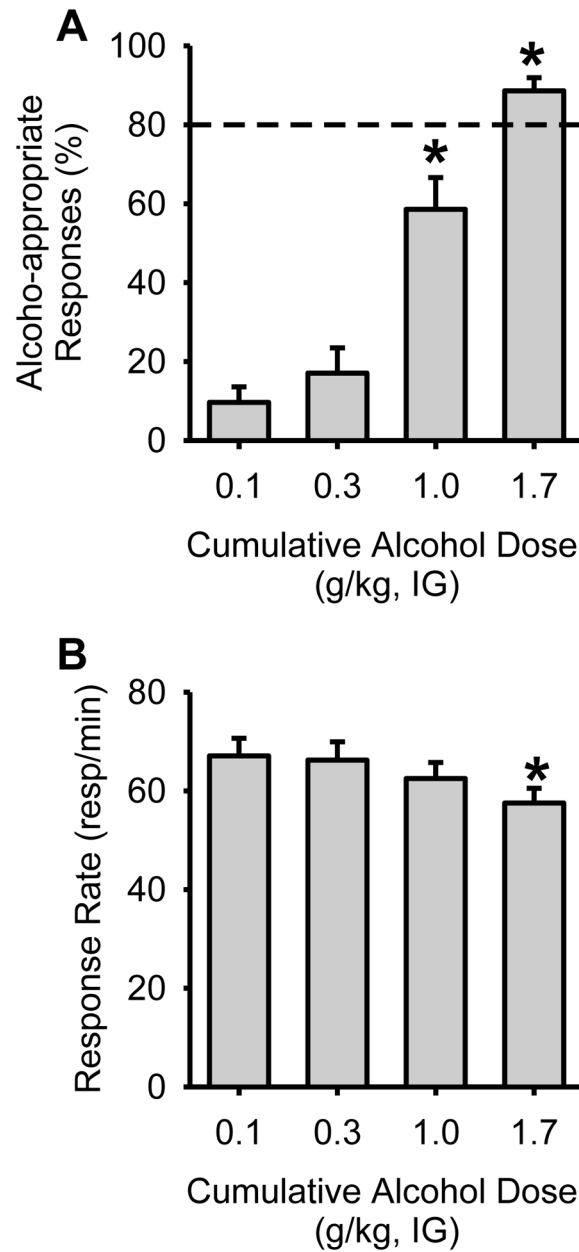 A
Alcoho-appropriate
Responses (%)
100
80
60
40
20
0
*
*
0.1 0.3 1.0 1.7
Cumulative Alcohol Dose
(g/kg, IG)
B
Response Rate (resp/min)
80
60
40
20
0
*
0.1 0.3 1.0 1.7
Cumulative Alcohol Dose
(g/kg, IG)